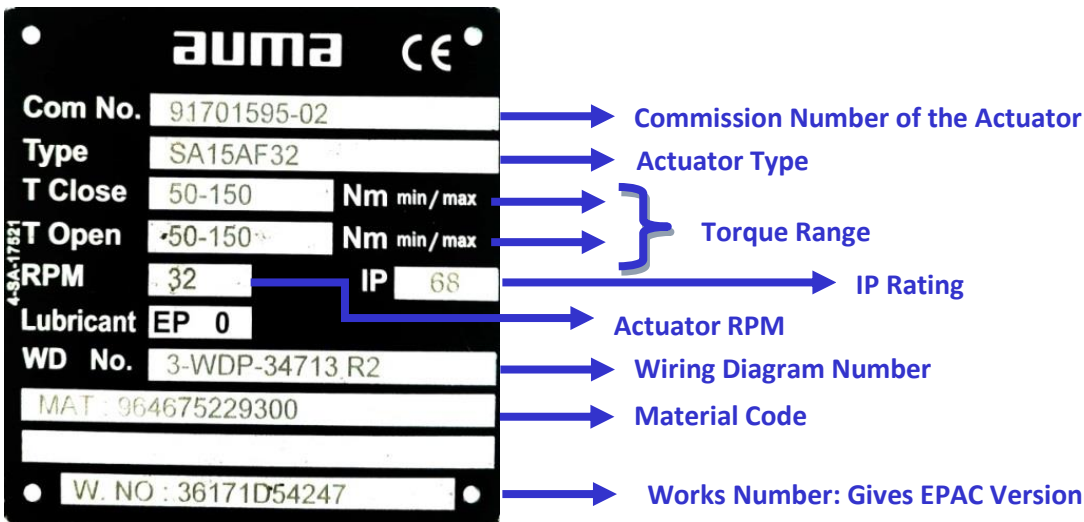 auma CE
Com No. 91701595-02 Commission Number of the Actuator
Type SA15AF32 Actuator Type
T Close 50-150 Nm min/max
T Open 50-150 Nm min/max Torque Range
RPM 32 IP 68 IP Rating
Lubricant EP 0 Actuator RPM
WD No. 3-WDP-34713 R2 Wiring Diagram Number
MAT : 964675229300 Material Code
W. NO : 36171D54247 Works Number: Gives EPAC Version
4-SA-17521